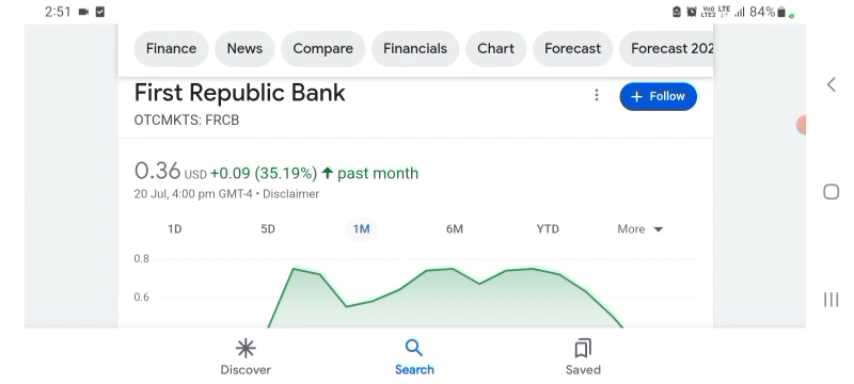 2:51
84%
Finance News Compare Financials Chart Forecast Forecast 202
First Republic Bank
+ Follow
OTCMKTS: FRCB
0.36 USD +0.09 (35.19%) ↑ past month
20 Jul, 4:00 pm GMT-4 • Disclaimer
1D 5D 1M 6M YTD More
0.8
0.6
Discover Search Saved